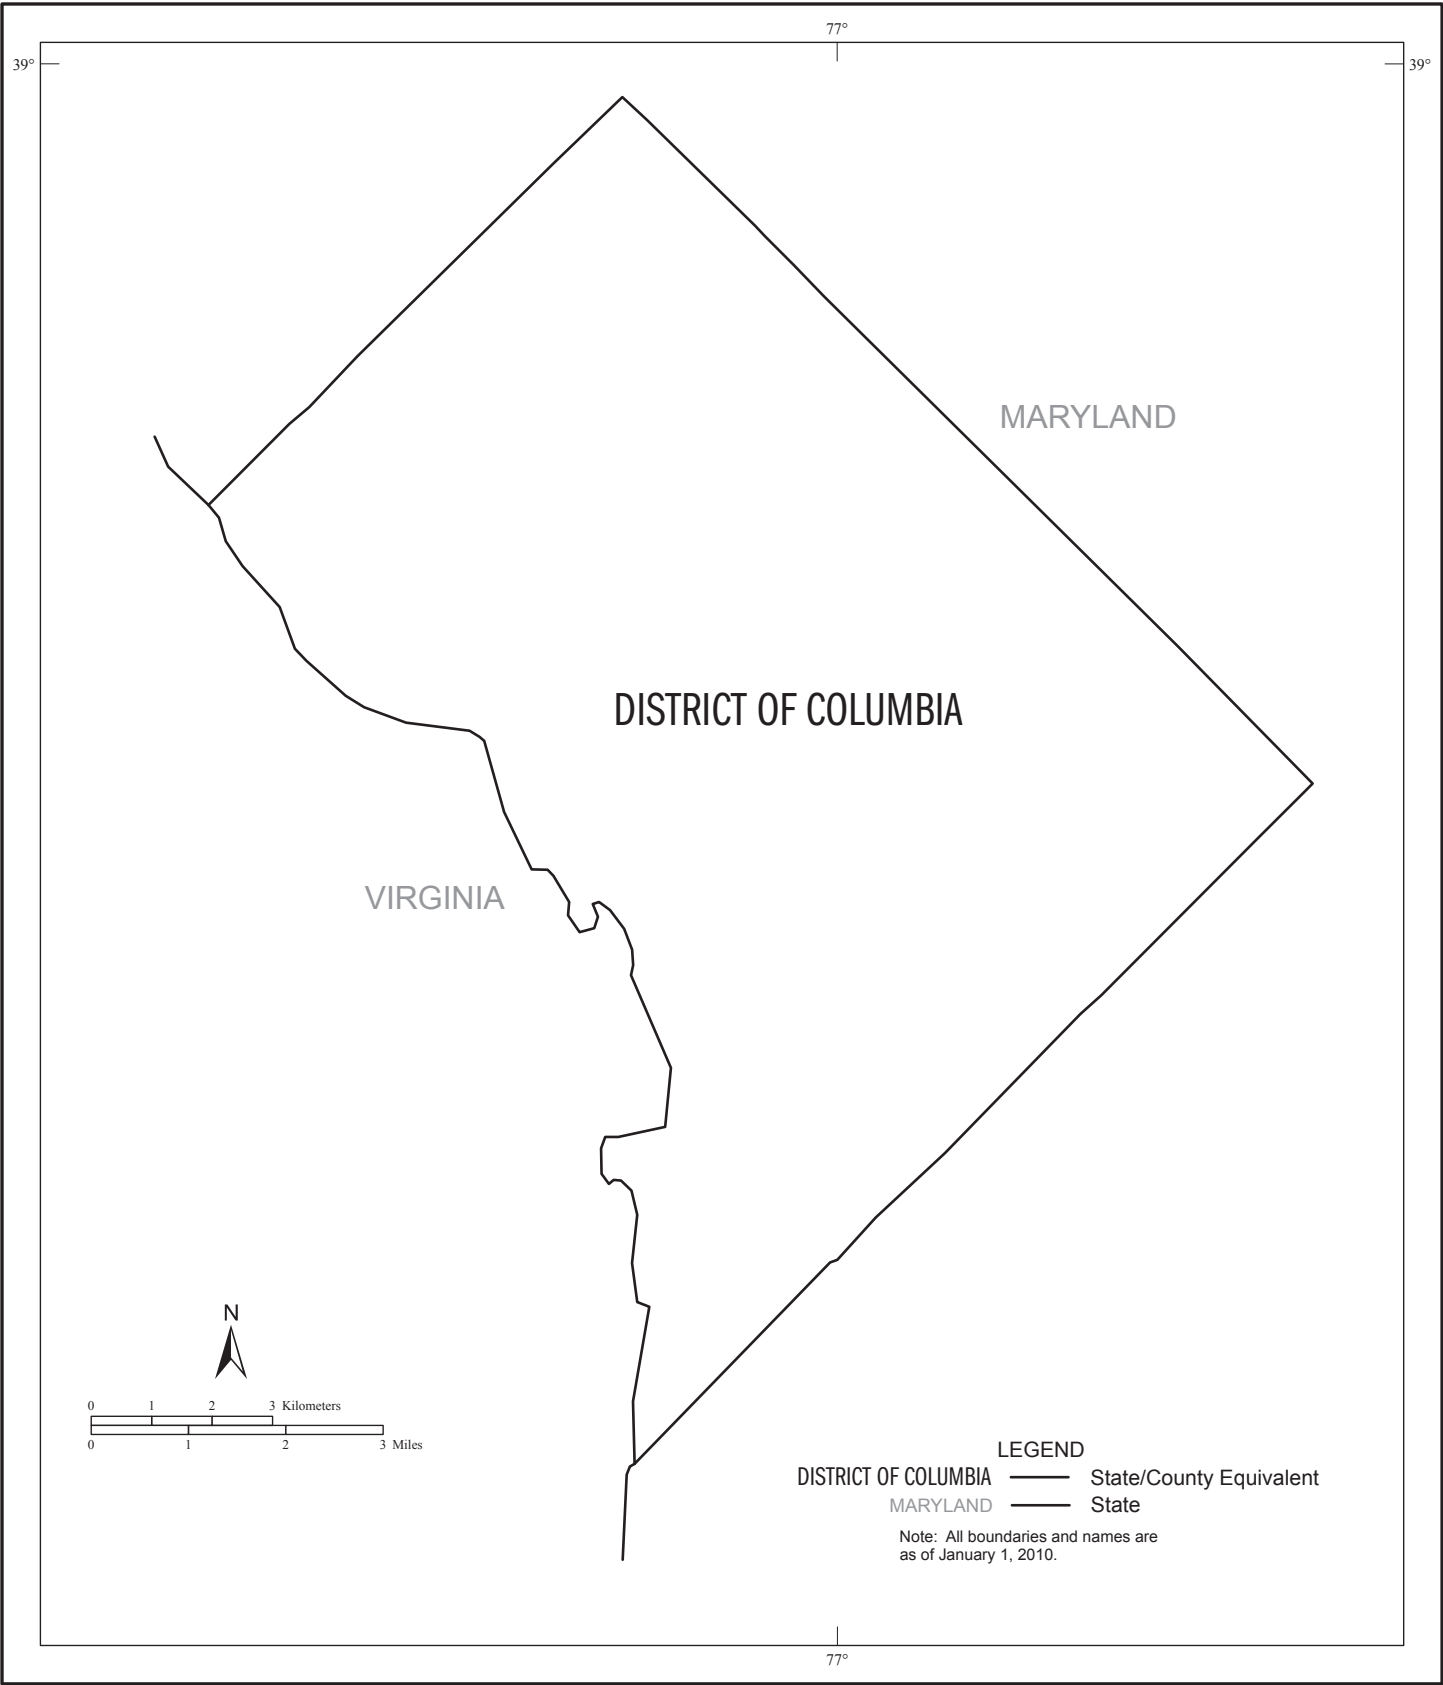 77°
39°
39°
MARYLAND
DISTRICT OF COLUMBIA
VIRGINIA
N
0 1 2 3 Kilometers
0 1 2 3 Miles
LEGEND
DISTRICT OF COLUMBIA State/County Equivalent
MARYLAND State
Note: All boundaries and names are
as of January 1, 2010.
77°